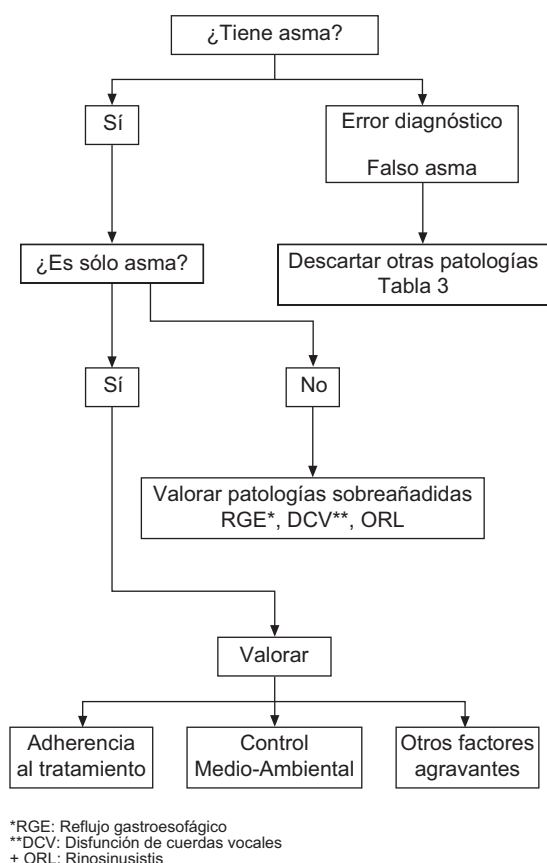 ¿Tiene asma?
Sí
Error diagnóstico
Falso asma
¿Es sólo asma?
Descartar otras patologías
Tabla 3
Sí
No
Valorar patologías sobreañadidas
RGE*, DCV**, ORL
Valorar
Adherencia
al tratamiento
Control
Medio-Ambiental
Otros factores
agravantes
*RGE: Reflujo gastroesofágico
**DCV: Disfunción de cuerdas vocales
+ ORL: Rinosinusistis